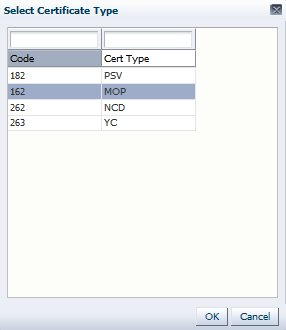 Select Certificate Type
Code Cert Type
182 PSV
162 MOP
262 NCD
263 YC
OK Cancel